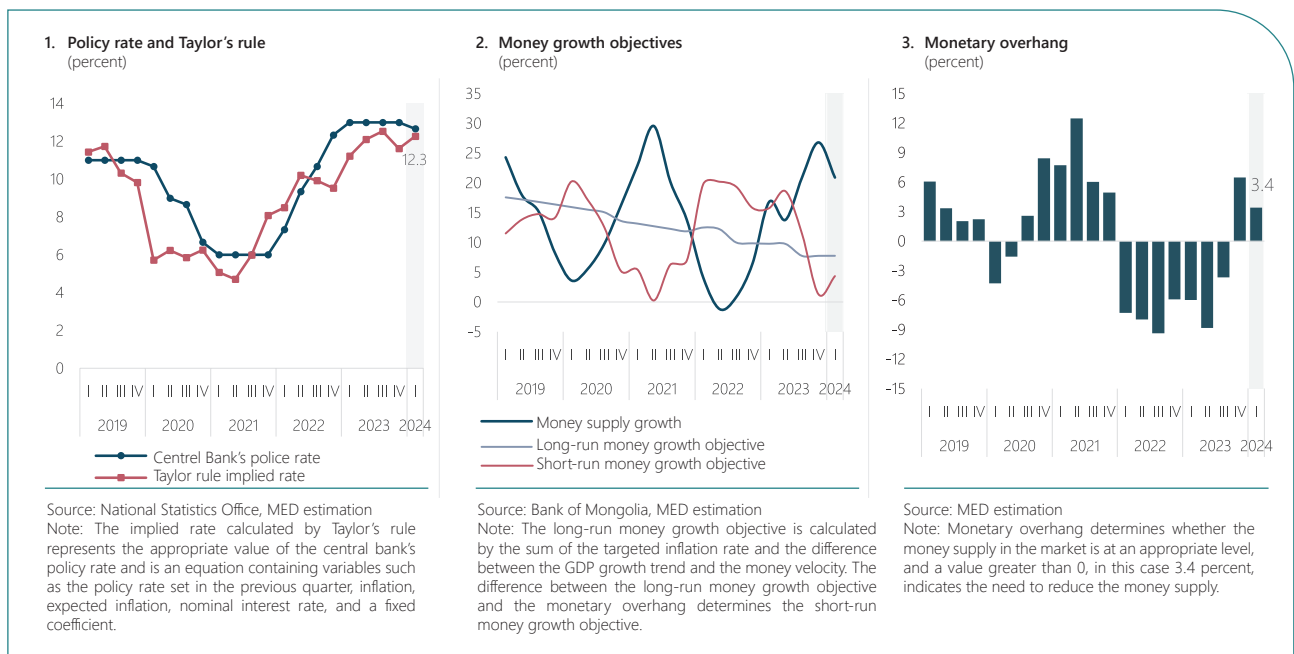 1. Policy rate and Taylor's rule
(percent)
14
12
10
8
6
4
2
0
12.3
I II III IV I II III IV I II III IV I II III IV I II III IV I
2019 2020 2021 2022 2023 2024
Centrel Bank's police rate
Taylor rule implied rate
Source: National Statistics Office, MED estimation
Note: The implied rate calculated by Taylor's rule
represents the appropriate value of the central bank's
policy rate and is an equation containing variables such
as the policy rate set in the previous quarter, inflation,
expected inflation, nominal interest rate, and a fixed
coefficient.
2. Money growth objectives
(percent)
35
30
25
20
15
10
5
0
-5
I II III IV I II III IV I II III IV I II III IV I II III IV I
2019 2020 2021 2022 2023 2024
Money supply growth
Long-run money growth objective
Short-run money growth objective
Source: Bank of Mongolia, MED estimation
Note: The long-run money growth objective is calculated
by the sum of the targeted inflation rate and the difference
between the GDP growth trend and the money velocity. The
difference between the long-run money growth objective
and the monetary overhang determines the short-run
money growth objective.
3. Monetary overhang
(percent)
15
12
9
6
3
0
-3
-6
-9
-12
-15
3.4
I II III IV I II III IV I II III IV I II III IV I II III IV I
2019 2020 2021 2022 2023 2024
Source: MED estimation
Note: Monetary overhang determines whether the
money supply in the market is at an appropriate level,
and a value greater than 0, in this case 3.4 percent,
indicates the need to reduce the money supply.